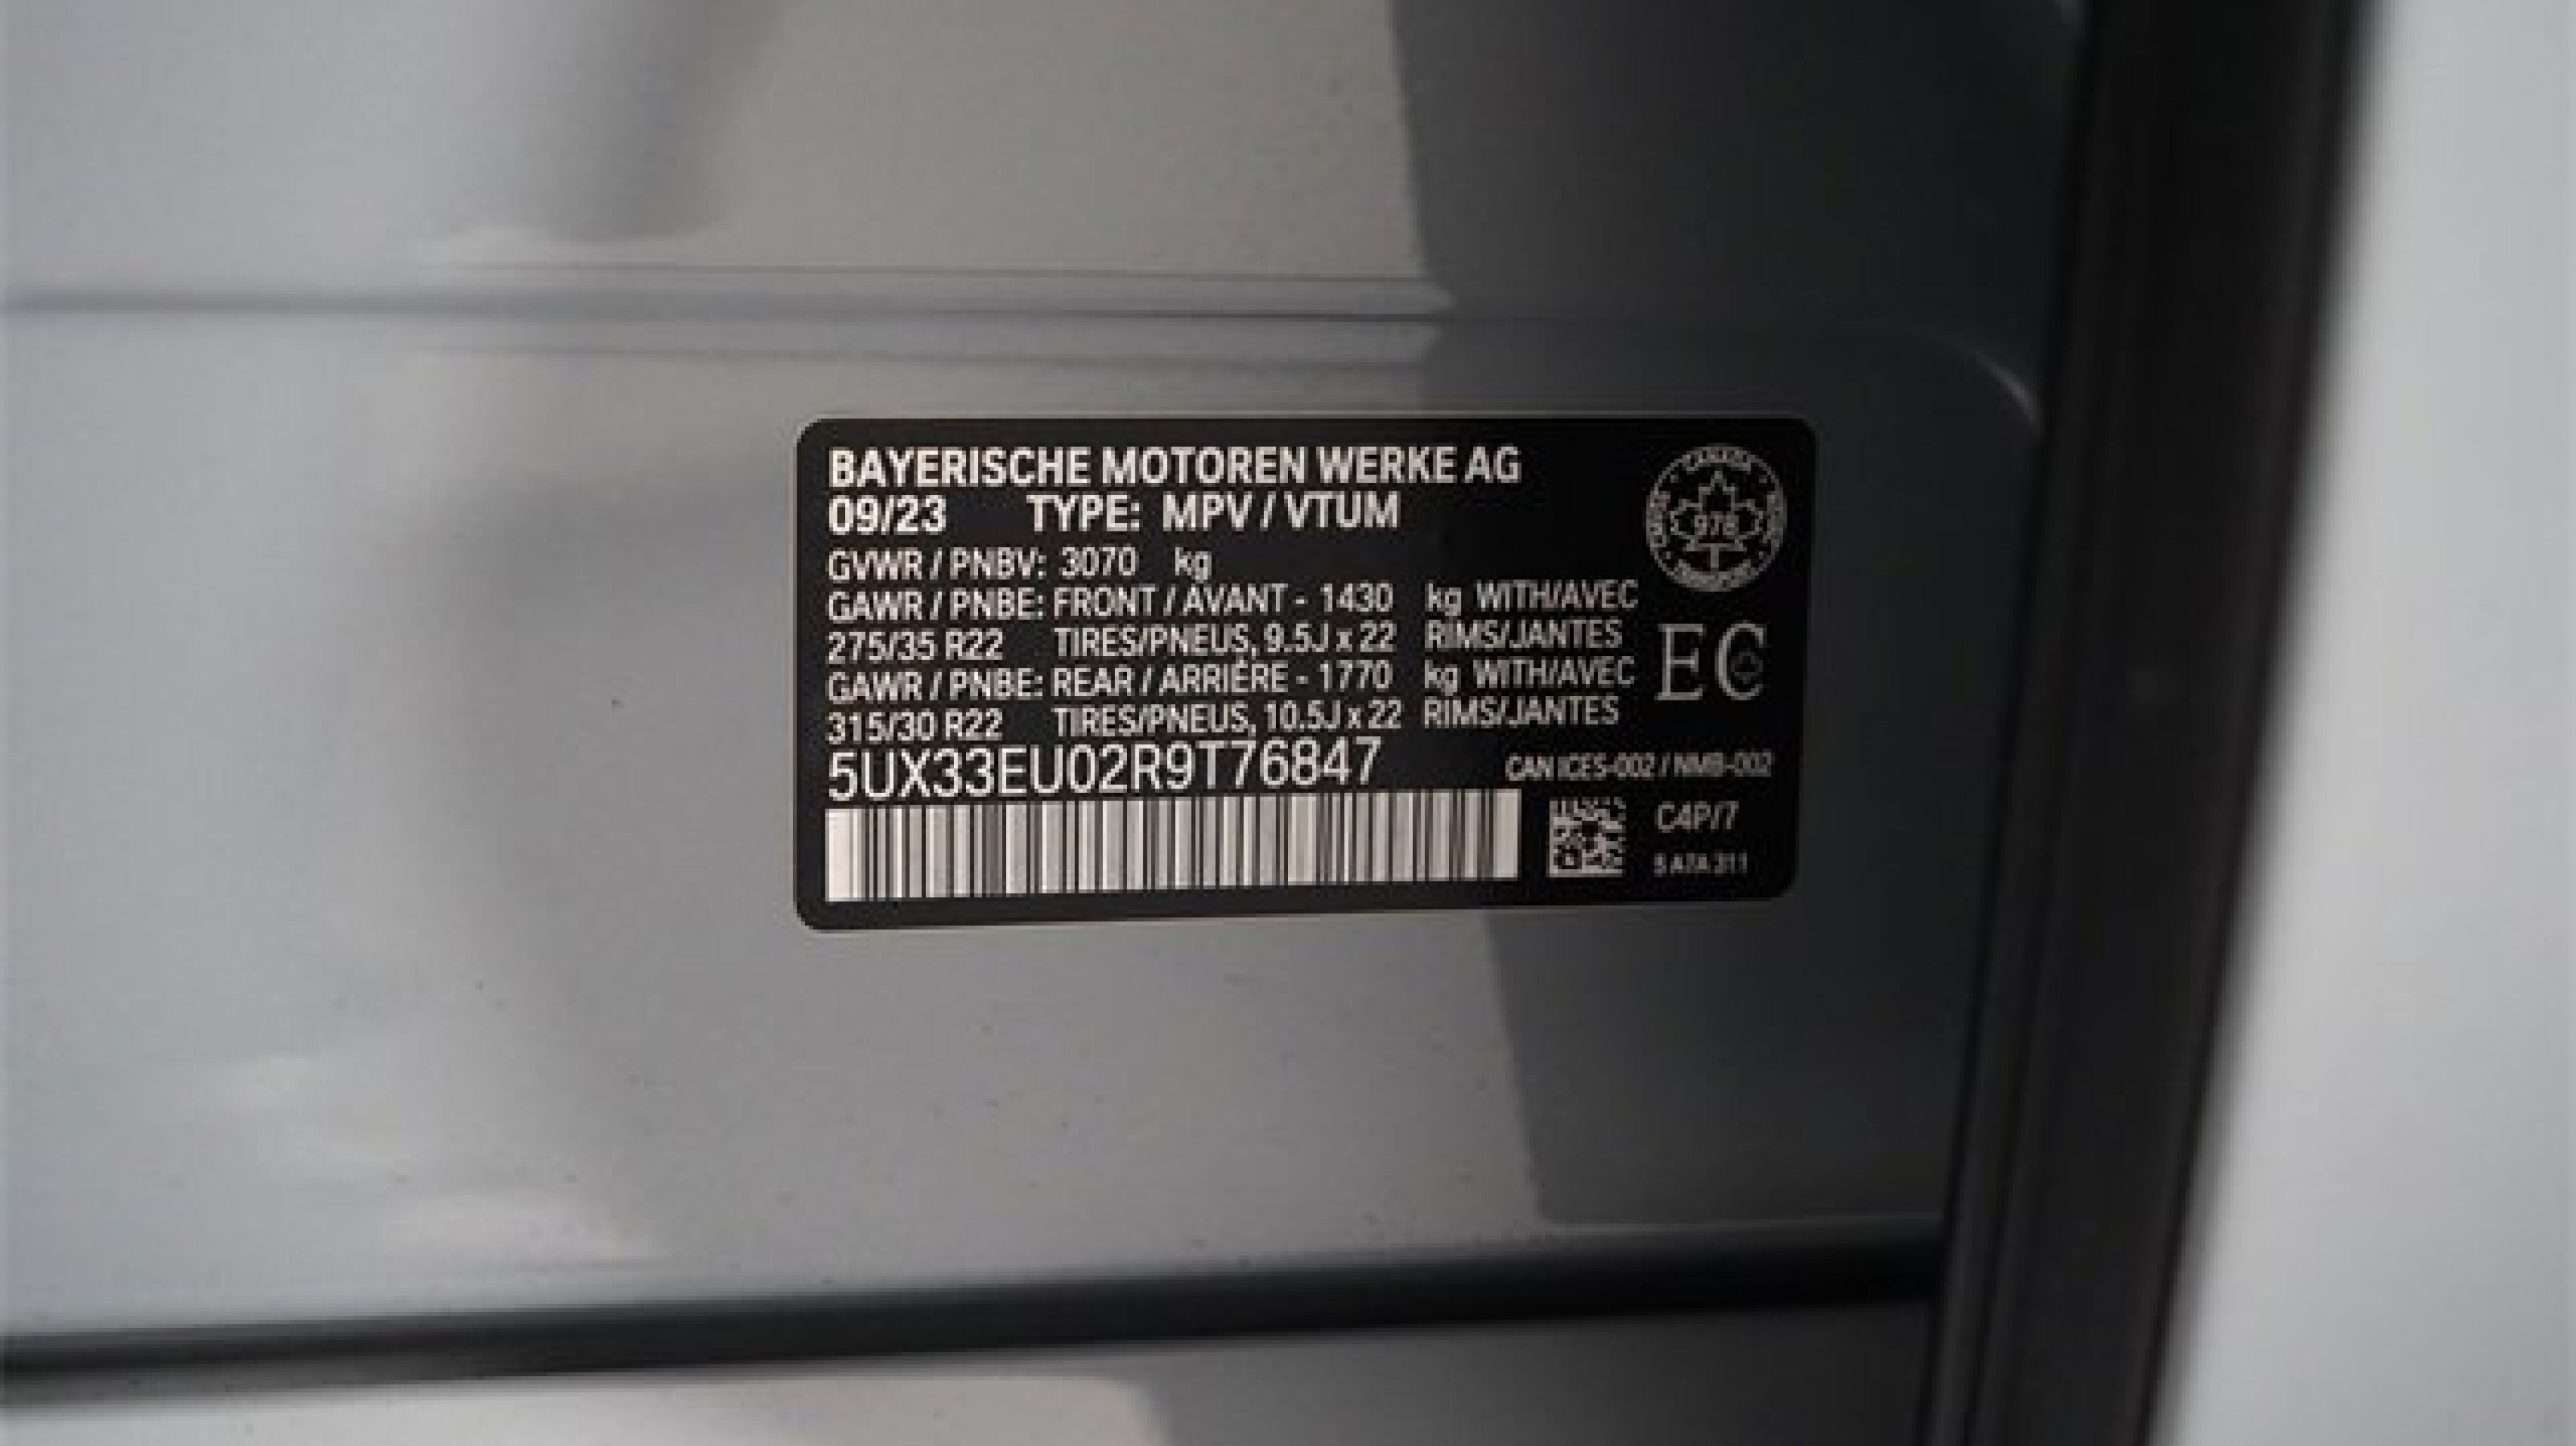 BAYERISCHE MOTOREN WERKE AG
09/23 TYPE: MPV / VTUM
GVWR / PNBV: 3070 kg
GAWR / PNBE: FRONT / AVANT - 1430 kg WITH/AVEC
275/35 R22 TIRES/PNEUS, 9.5J x 22 RIMS/JANTES
GAWR / PNBE: REAR / ARRIÈRE - 1770 kg WITH/AVEC
315/30 R22 TIRES/PNEUS, 10.5J x 22 RIMS/JANTES
5UX33EU02R9T76847
CANADA
978
TRANSPORT
EC
CAN ICES-002 / NMB-002
C4P/7